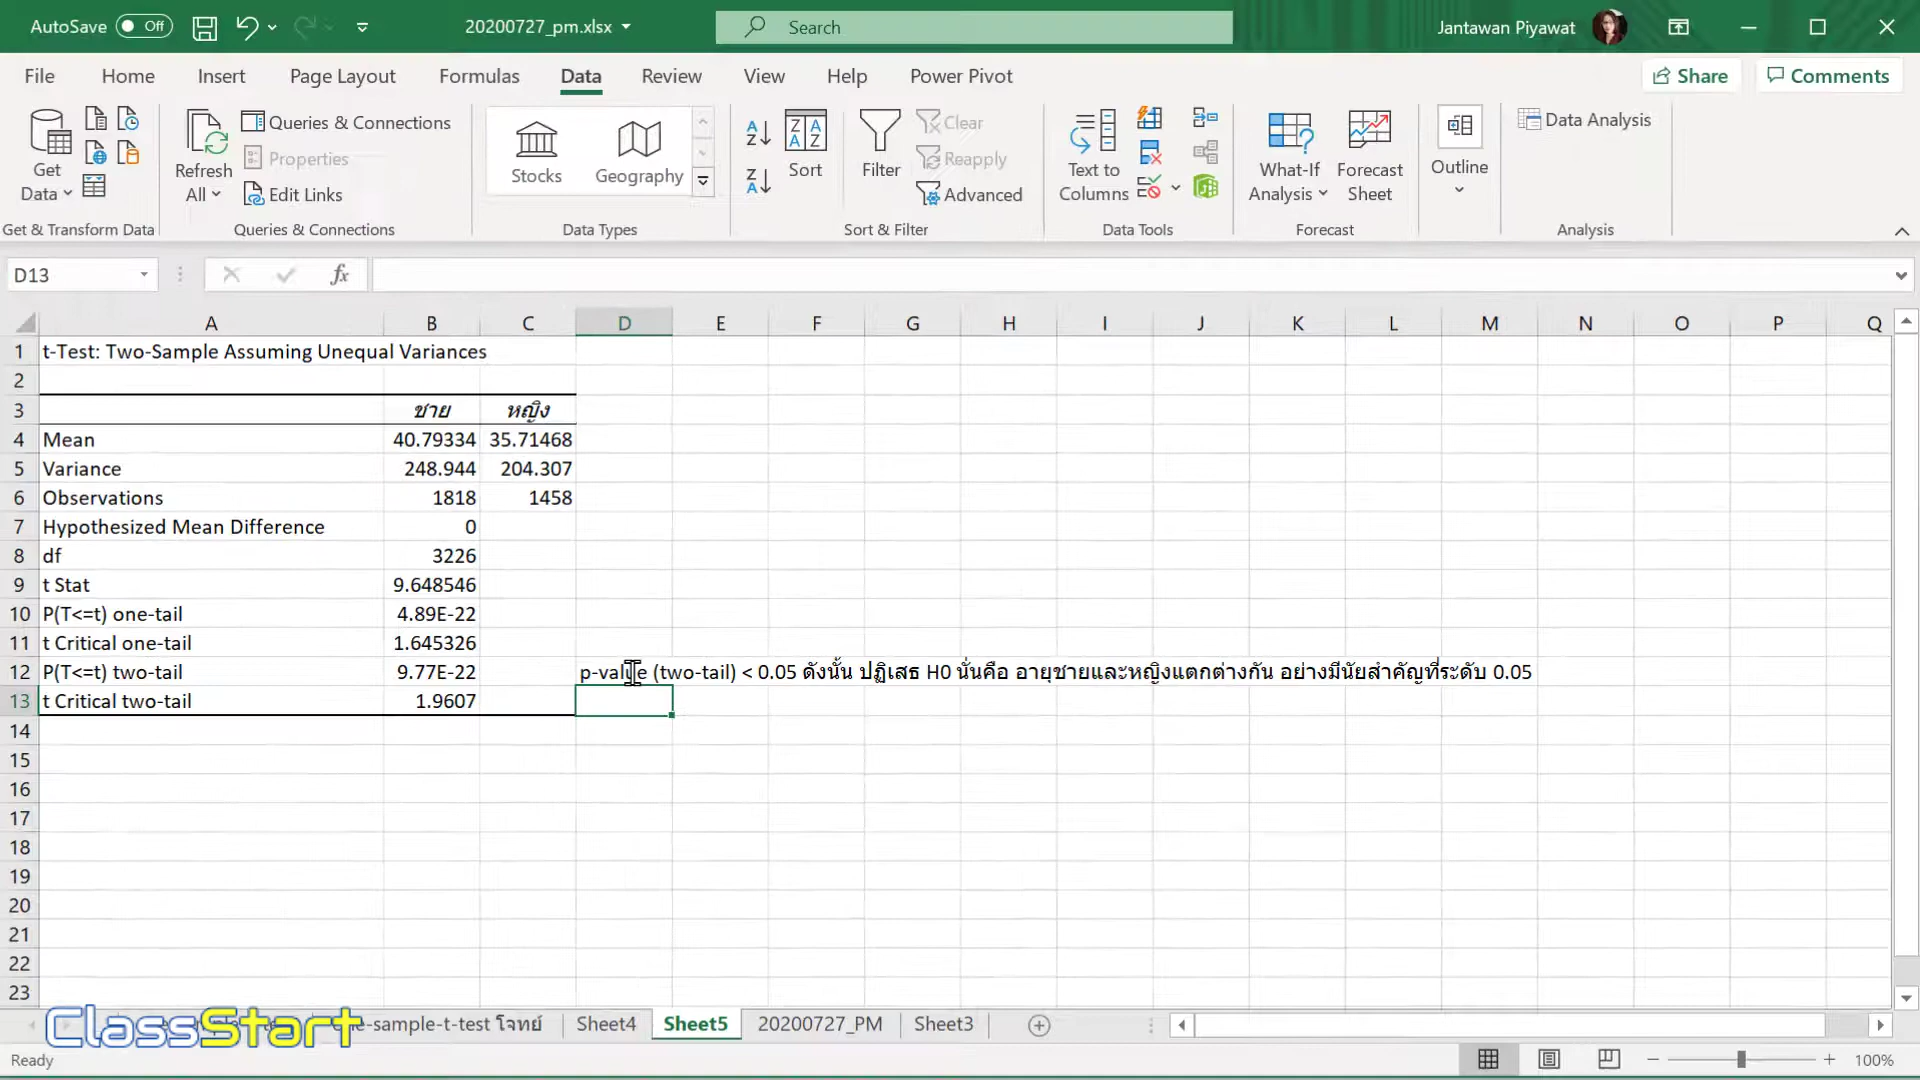 AutoSave Off 20200727_pm.xlsx Search Jantawan Piyawat
File Home Insert Page Layout Formulas Data Review View Help Power Pivot Share Comments
Get Data
Refresh All
Queries & Connections
Properties
Edit Links
Stocks Geography
Sort
Filter
Clear
Reapply
Advanced
Text to Columns
What-If Analysis
Forecast Sheet
Outline
Data Analysis
Get & Transform Data Queries & Connections Data Types Sort & Filter Data Tools Forecast Analysis
D13 fx
A B C D E F G H I J K L M N O P Q
1 t-Test: Two-Sample Assuming Unequal Variances
2
3 ชาย หญิง
4 Mean 40.79334 35.71468
5 Variance 248.944 204.307
6 Observations 1818 1458
7 Hypothesized Mean Difference 0
8 df 3226
9 t Stat 9.648546
10 P(T<=t) one-tail 4.89E-22
11 t Critical one-tail 1.645326
12 P(T<=t) two-tail 9.77E-22 p-value (two-tail) < 0.05 ดังนั้น ปฏิเสธ H0 นั่นคือ อายุชายและหญิงแตกต่างกัน อย่างมีนัยสำคัญที่ระดับ 0.05
13 t Critical two-tail 1.9607
14
15
16
17
18
19
20
21
22
23
ClassStart
e-sample-t-test โจทย์ Sheet4 Sheet5 20200727_PM Sheet3
Ready 100%